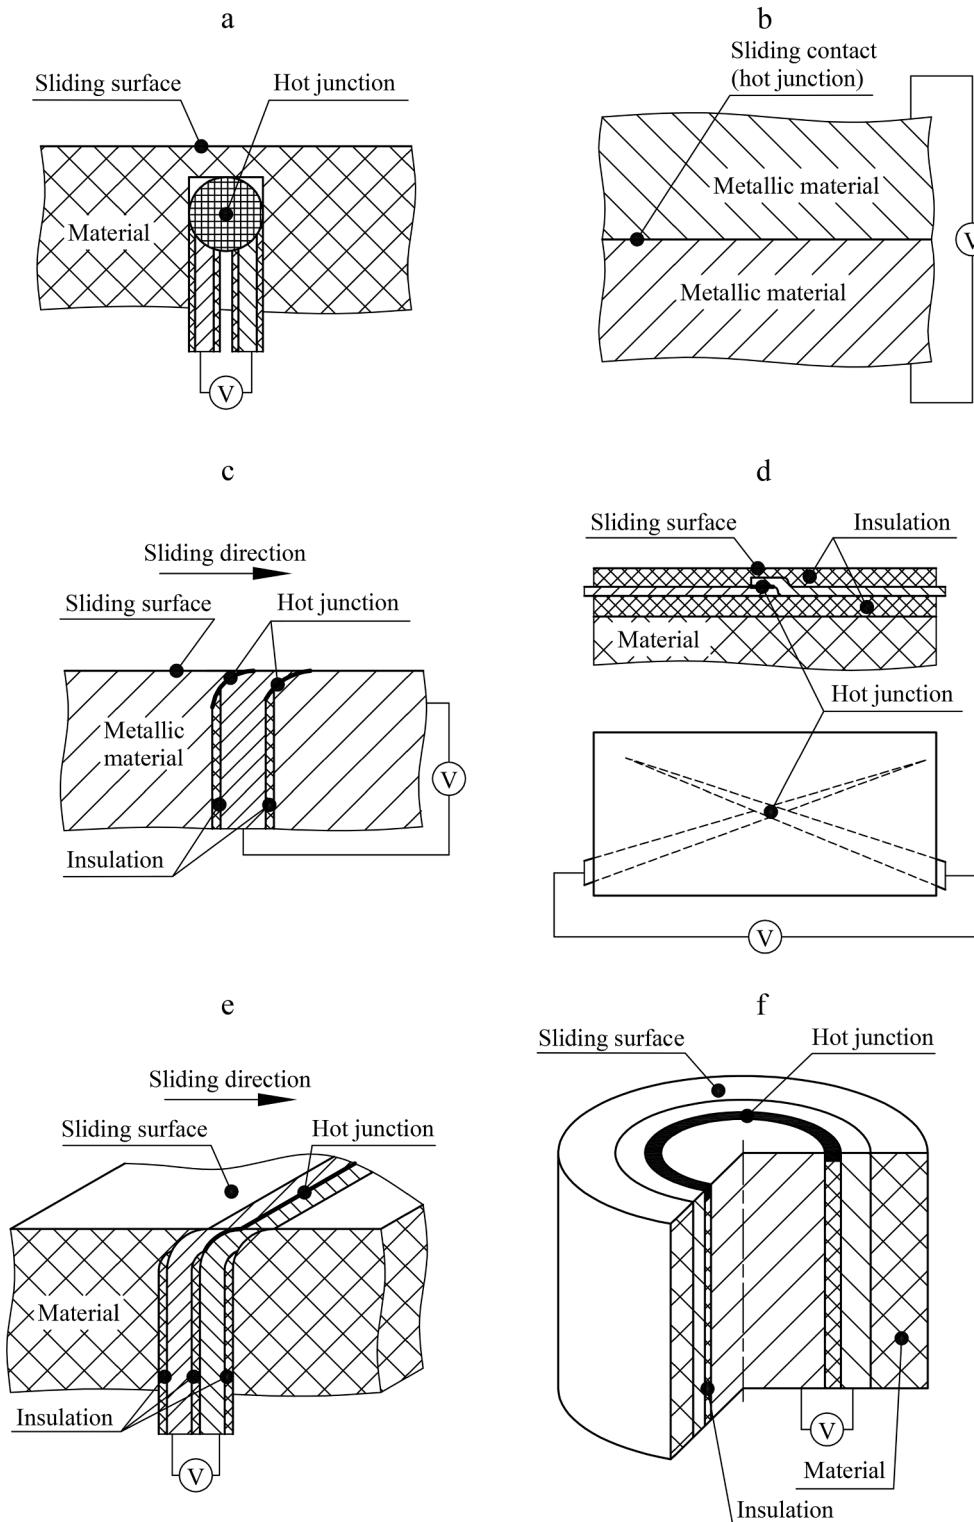 a
Sliding surface
Hot junction
Material
V
b
Sliding contact
(hot junction)
Metallic material
Metallic material
V
c
Sliding direction
Sliding surface
Hot junction
Metallic
material
V
Insulation
d
Sliding surface
Insulation
Material
Hot junction
V
e
Sliding direction
Sliding surface
Hot junction
Material
Insulation
V
f
Sliding surface
Hot junction
V
Material
Insulation